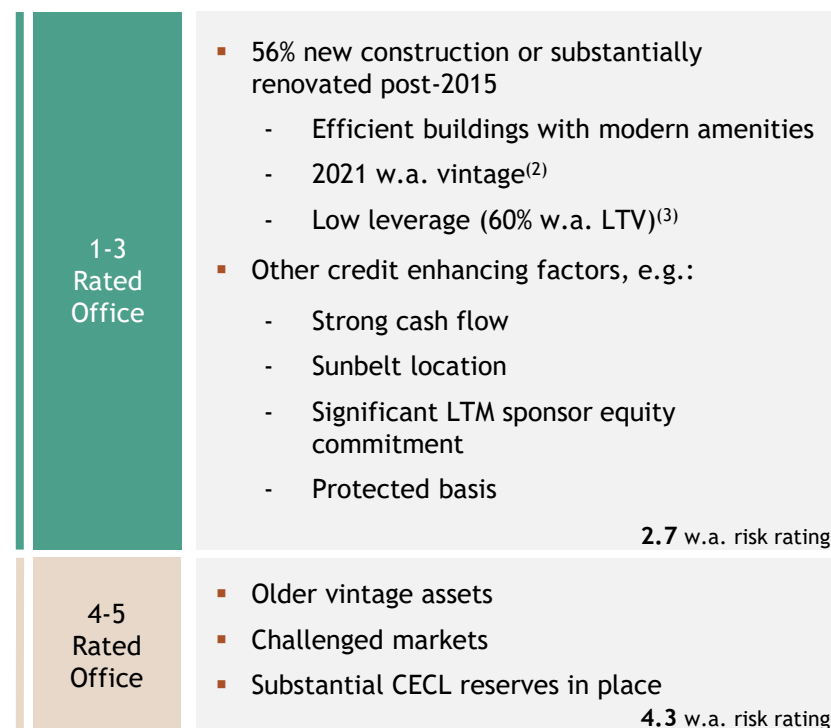 1-3
Rated
Office
▪ 56% new construction or substantially
renovated post-2015
- Efficient buildings with modern amenities
- 2021 w.a. vintage(2)
- Low leverage (60% w.a. LTV)(3)
▪ Other credit enhancing factors, e.g.:
- Strong cash flow
- Sunbelt location
- Significant LTM sponsor equity
commitment
- Protected basis
2.7 w.a. risk rating
4-5
Rated
Office
▪ Older vintage assets
▪ Challenged markets
▪ Substantial CECL reserves in place
4.3 w.a. risk rating